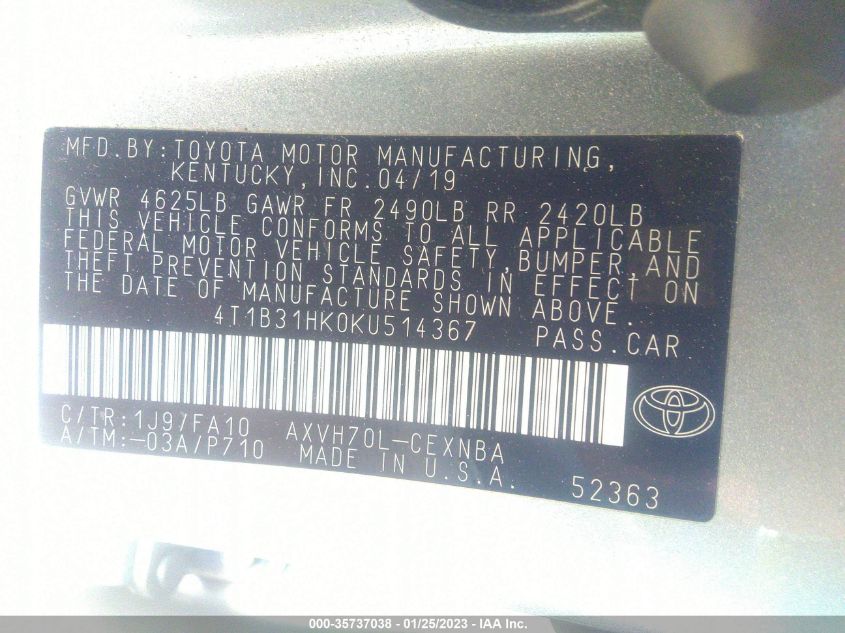 MFD.BY:TOYOTA MOTOR MANUFACTURING,
KENTUCKY,INC.04/19
GVWR 4625LB GAWR FR 2490LB RR 2420LB
THIS VEHICLE CONFORMS TO ALL APPLICABLE
FEDERAL MOTOR VEHICLE SAFETY,BUMPER,AND
THEFT PREVENTION STANDARDS IN EFFECT ON
THE DATE OF MANUFACTURE SHOWN ABOVE.
4T1B31HK0KU514367 PASS.CAR
C/TR:1J97FA10 AXVH70L-CEXNBA
A/TM:-03A/P710 MADE IN U.S.A. 52363
000-35737038 - 01/25/2023 - IAA Inc.